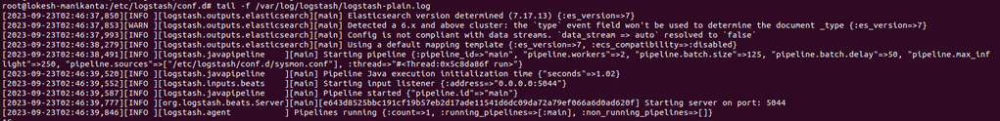 root@lokesh-manikanta:/etc/logstash/conf.d# tail -f /var/log/logstash/logstash-plain.log
[2023-09-23T02:46:37,850][INFO ][logstash.outputs.elasticsearch][main] Elasticsearch version determined (7.17.13) {:es_version=>7}
[2023-09-23T02:46:37,853][WARN ][logstash.outputs.elasticsearch][main] Detected a 6.x and above cluster: the `type` event field won't be used to determine the document _type {:es_version=>7}
[2023-09-23T02:46:37,993][INFO ][logstash.outputs.elasticsearch][main] Config is not compliant with data streams. `data_stream => auto` resolved to `false`
[2023-09-23T02:46:38,279][INFO ][logstash.outputs.elasticsearch][main] Using a default mapping template {:es_version=>7, :ecs_compatibility=>:disabled}
[2023-09-23T02:46:38,491][INFO ][logstash.javapipeline    ][main] Starting pipeline {:pipeline_id=>"main", "pipeline.workers"=>2, "pipeline.batch.size"=>125, "pipeline.batch.delay"=>50, "pipeline.max_inf
light"=>250, "pipeline.sources"=>["/etc/logstash/conf.d/sysmon.conf"], :thread=>"#<Thread:0x5c8da86f run>"}
[2023-09-23T02:46:39,520][INFO ][logstash.javapipeline    ][main] Pipeline Java execution initialization time {"seconds"=>1.02}
[2023-09-23T02:46:39,552][INFO ][logstash.inputs.beats    ][main] Starting input listener {:address=>"0.0.0.0:5044"}
[2023-09-23T02:46:39,587][INFO ][logstash.javapipeline    ][main] Pipeline started {"pipeline.id"=>"main"}
[2023-09-23T02:46:39,777][INFO ][org.logstash.beats.Server][main][e643d8525bbc191cf19b57eb2d17ade11541d6dc09da72a79ef066a6d0ad620f] Starting server on port: 5044
[2023-09-23T02:46:39,846][INFO ][logstash.agent           ] Pipelines running {:count=>1, :running_pipelines=>[:main], :non_running_pipelines=>[]}